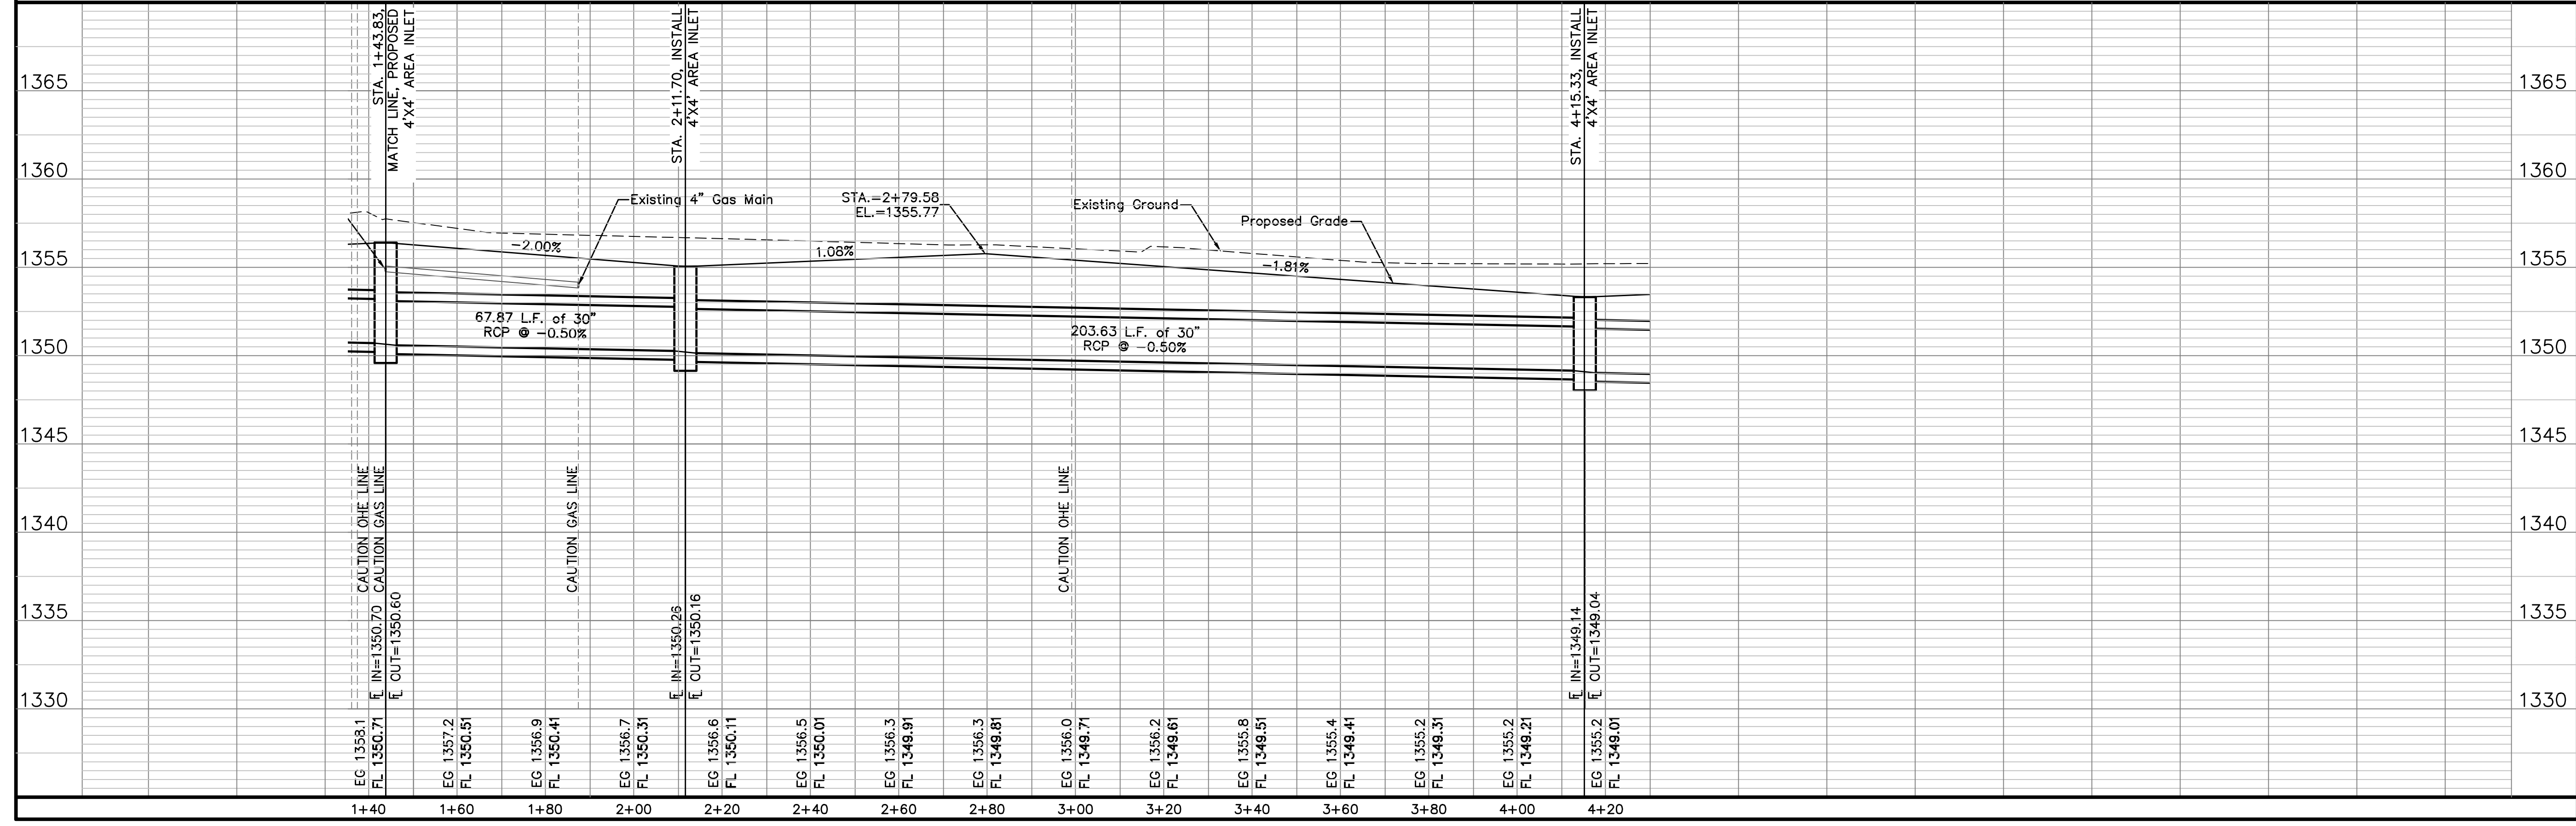 STA. 1+43.83,
MATCH LINE, PROPOSED
4'X4' AREA INLET
STA. 2+11.70, INSTALL
4'X4' AREA INLET
STA. 4+15.33, INSTALL
4'X4' AREA INLET
1365
1365
1360
1360
Existing 4" Gas Main
STA.=2+79.58
EL.=1355.77
Existing Ground
Proposed Grade
-2.00%
1.08%
-1.81%
1355
1355
67.87 L.F. of 30"
RCP @ -0.50%
203.63 L.F. of 30"
RCP @ -0.50%
1350
1350
1345
1345
CAUTION OHE LINE
CAUTION GAS LINE
CAUTION GAS LINE
CAUTION OHE LINE
1340
1340
1335
1335
FL IN=1350.70
FL OUT=1350.60
FL IN=1350.26
FL OUT=1350.16
FL IN=1349.14
FL OUT=1349.04
1330
1330
EG 1358.1
FL 1350.71
EG 1357.2
FL 1350.51
EG 1356.9
FL 1350.41
EG 1356.7
FL 1350.31
EG 1356.6
FL 1350.11
EG 1356.5
FL 1350.01
EG 1356.3
FL 1349.91
EG 1356.3
FL 1349.81
EG 1356.0
FL 1349.71
EG 1356.2
FL 1349.61
EG 1355.8
FL 1349.51
EG 1355.4
FL 1349.41
EG 1355.2
FL 1349.31
EG 1355.2
FL 1349.21
EG 1355.2
FL 1349.01
1+40 1+60 1+80 2+00 2+20 2+40 2+60 2+80 3+00 3+20 3+40 3+60 3+80 4+00 4+20